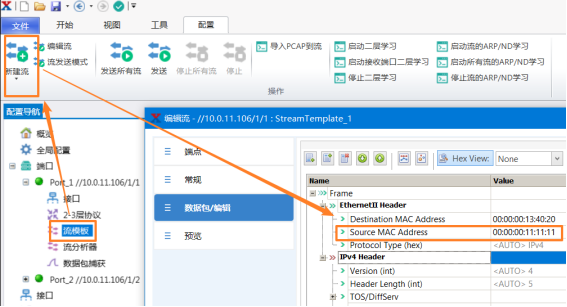 文件
开始
视图
工具
配置
新建流
编辑流
流发送模式
发送所有流
发送
停止所有流
停止
导入PCAP到流
启动二层学习
启动接收端口二层学习
停止二层学习
启动流的ARP/ND学习
启动所有流的ARP/ND学习
停止流的ARP/ND学习
操作
配置导航
概览
全局配置
端口
Port_1 //10.0.11.106/1/1
接口
2-3层协议
流模板
流分析器
数据包捕获
Port_2 //10.0.11.106/1/2
接口
编辑流 - //10.0.11.106/1/1 : StreamTemplate_1
端点
常规
数据包/编辑
预览
Hex View: None
Name Value
Frame
EthernetII Header
Destination MAC Address 00:00:00:13:40:20
Source MAC Address 00:00:00:11:11:11
Protocol Type (hex) <AUTO> IPv4
IPv4 Header
Version (int) <AUTO> 4
Header Length (int) <AUTO> 5
TOS/DiffServ